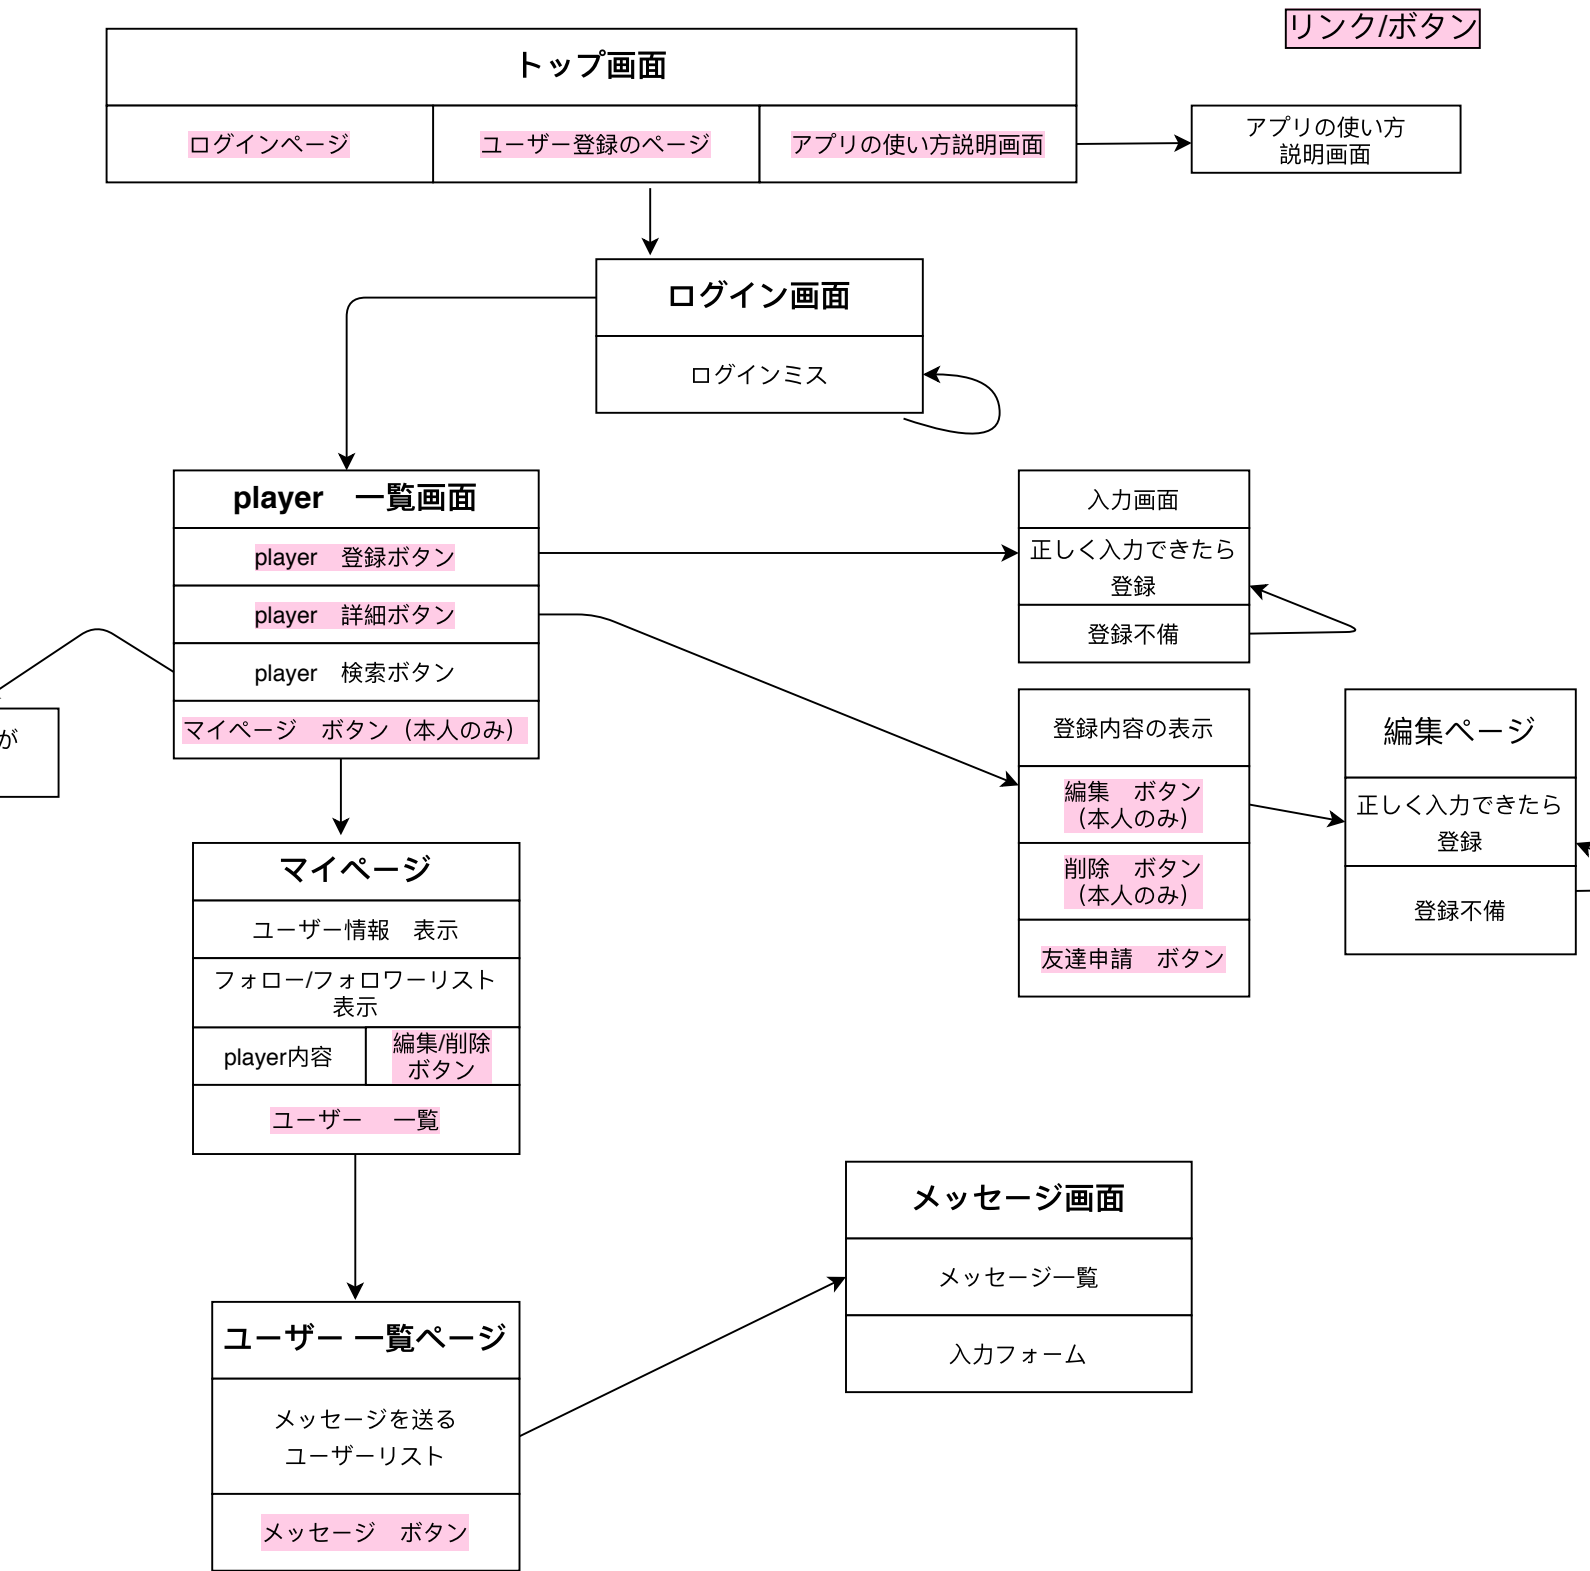 リンク/ボタン
トップ画面
ログインページ
ユーザー登録のページ
アプリの使い方説明画面
アプリの使い方
説明画面
ログイン画面
ログインミス
player　一覧画面
player　登録ボタン
player　詳細ボタン
player　検索ボタン
マイページ　ボタン（本人のみ）
が
入力画面
正しく入力できたら
登録
登録不備
登録内容の表示
編集　ボタン
（本人のみ）
削除　ボタン
（本人のみ）
友達申請　ボタン
編集ページ
正しく入力できたら
登録
登録不備
マイページ
ユーザー情報　表示
フォロー/フォロワーリスト
表示
player内容
編集/削除
ボタン
ユーザー　一覧
ユーザー 一覧ページ
メッセージを送る
ユーザーリスト
メッセージ　ボタン
メッセージ画面
メッセージ一覧
入力フォーム